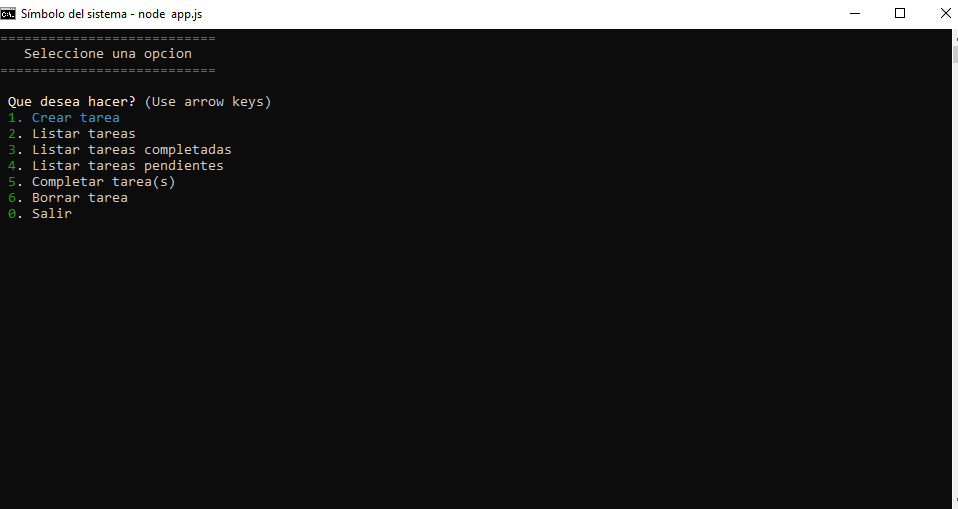 Símbolo del sistema - node app.js
===========================
Seleccione una opcion
===========================
Que desea hacer? (Use arrow keys)
1. Crear tarea
2. Listar tareas
3. Listar tareas completadas
4. Listar tareas pendientes
5. Completar tarea(s)
6. Borrar tarea
0. Salir